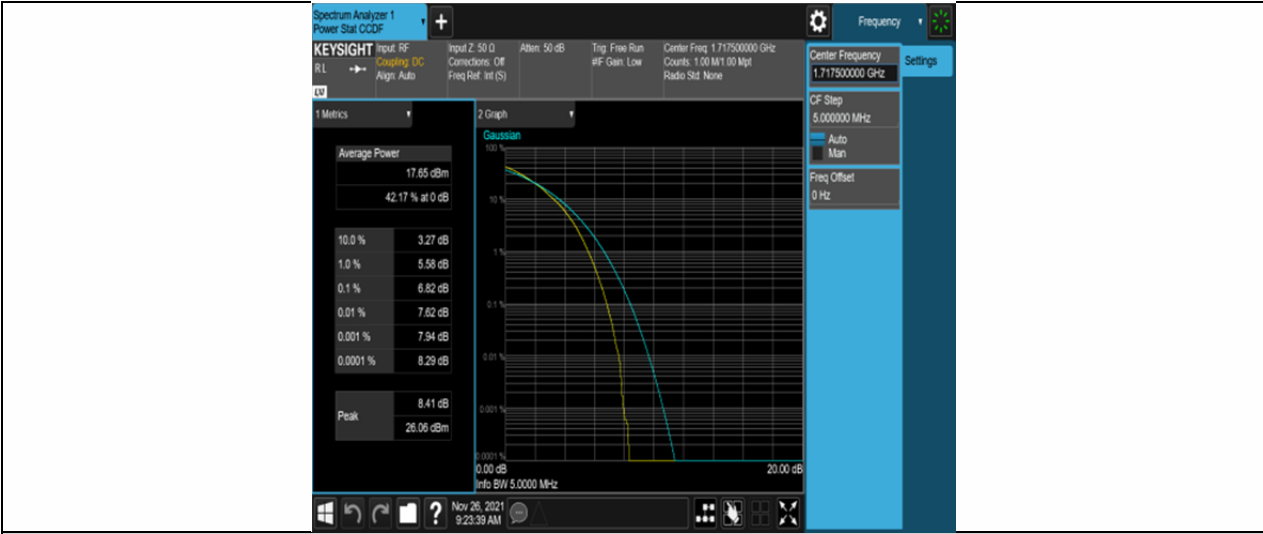 Spectrum Analyzer 1
Power Stat CCDF
Frequency
KEYSIGHT
RL
LV
Input: RF
Coupling: DC
Align: Auto
Input Z: 50 Ω
Corrections: Off
Freq Ref: Int (S)
Atten: 50 dB
Trig: Free Run
#IF Gain: Low
Center Freq: 1.717500000 GHz
Counts: 1.00 M/1.00 Mpt
Radio Std: None
Center Frequency
1.717500000 GHz
Settings
CF Step
5.000000 MHz
Auto
Man
Freq Offset
0 Hz
1 Metrics
Average Power
17.65 dBm
42.17 % at 0 dB
10.0 % 3.27 dB
1.0 % 5.58 dB
0.1 % 6.82 dB
0.01 % 7.62 dB
0.001 % 7.94 dB
0.0001 % 8.29 dB
Peak
8.41 dB
26.06 dBm
2 Graph
Gaussian
100 %
10 %
1 %
0.1 %
0.01 %
0.001 %
0.0001 %
0.00 dB 20.00 dB
Info BW 5.0000 MHz
?
Nov 26, 2021
9:23:39 AM